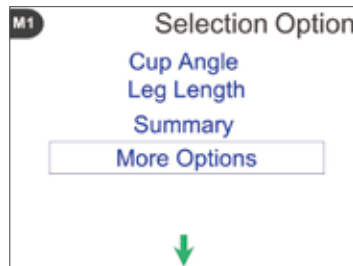 M1
Selection Option
Cup Angle
Leg Length
Summary
More Options